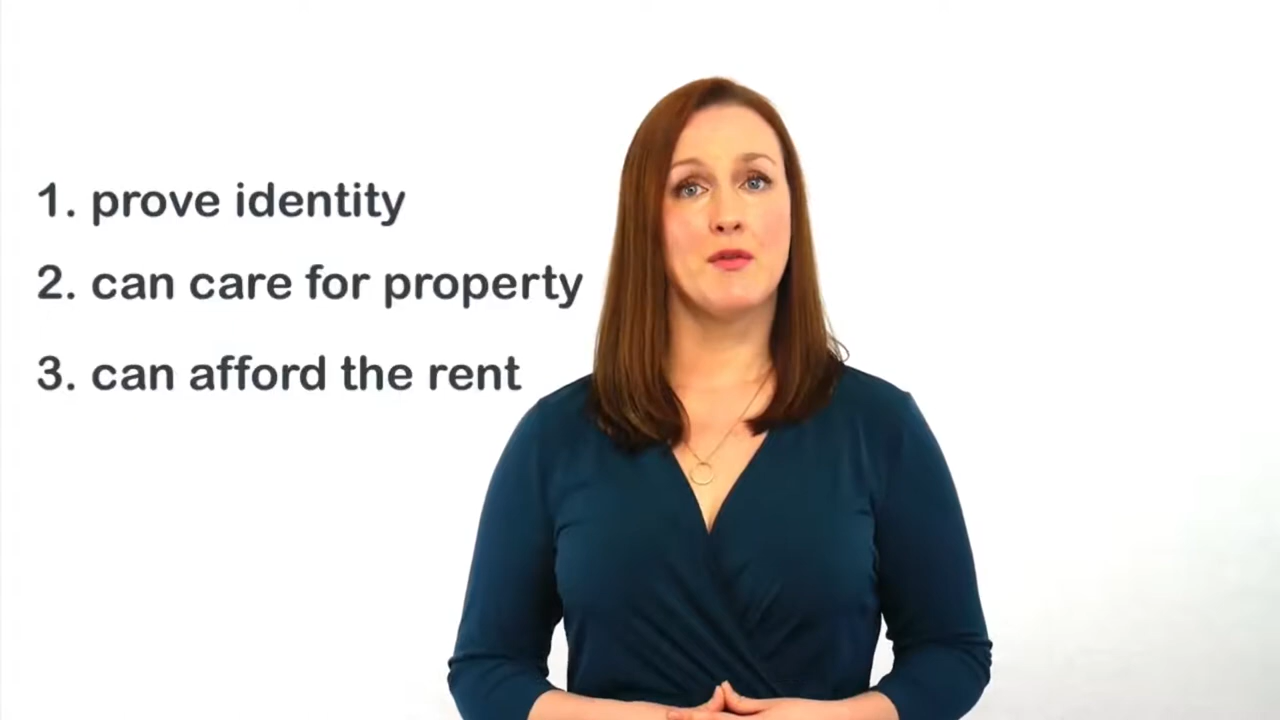 1. prove identity
2. can care for property
3. can afford the rent